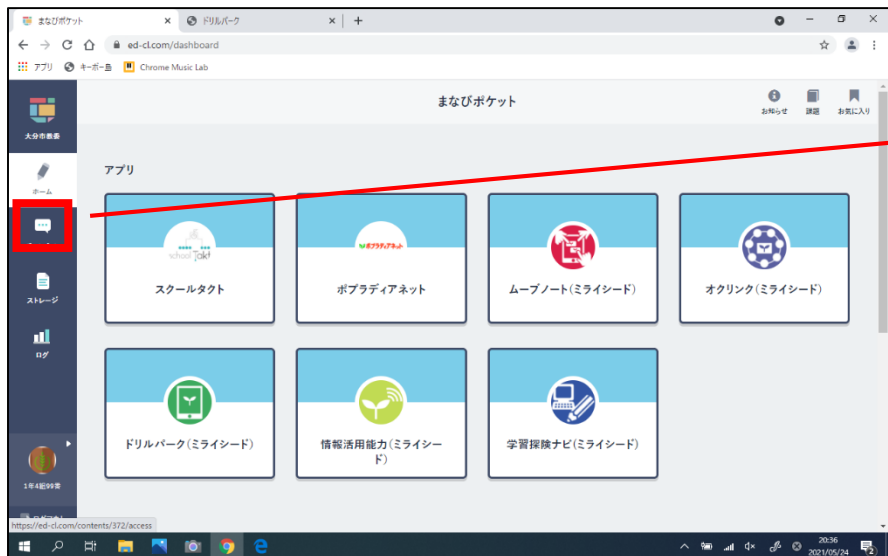 まなびポケット
ドリルパーク
ed-cl.com/dashboard
アプリ
Chrome Music Lab
大分市教委
まなびポケット
お知らせ
課題
お気に入り
ホーム
アプリ
schoolTakt
スクールタクト
ポプラディアネット
ポプラディアネット
ムーブノート(ミライシード)
オクリンク(ミライシード)
ストレージ
ログ
ドリルパーク(ミライシード)
情報活用能力(ミライシー
ド)
学習探険ナビ(ミライシード)
1年4組99番
https://ed-cl.com/contents/372/access
20:36
2021/05/24